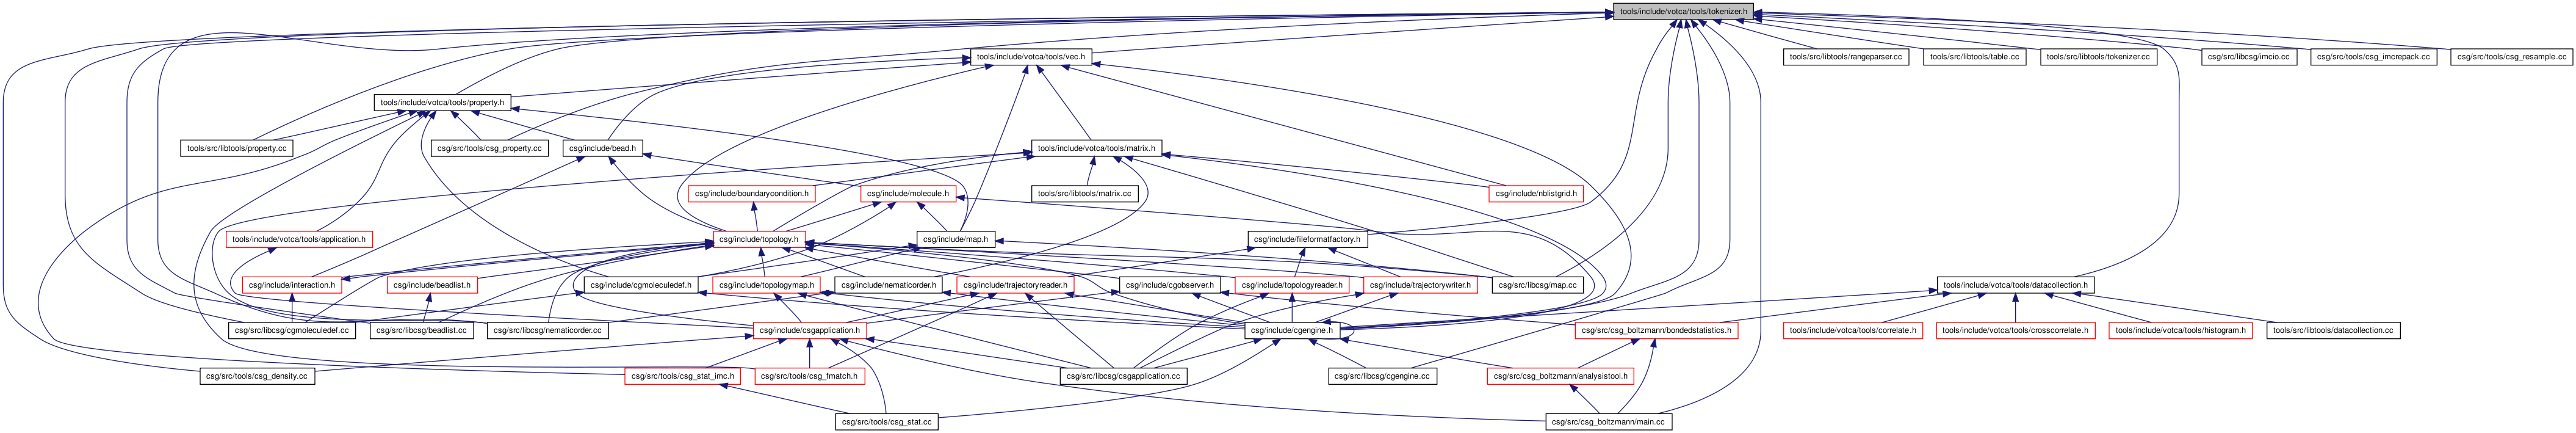 tools/include/votca/tools/tokenizer.h
tools/include/votca/tools/vec.h
tools/src/libtools/rangeparser.cc
tools/src/libtools/table.cc
tools/src/libtools/tokenizer.cc
csg/src/libcsg/imcio.cc
csg/src/tools/csg_imcrepack.cc
csg/src/tools/csg_resample.cc
tools/include/votca/tools/property.h
tools/src/libtools/property.cc
csg/src/tools/csg_property.cc
csg/include/bead.h
tools/include/votca/tools/matrix.h
csg/include/boundarycondition.h
csg/include/molecule.h
tools/src/libtools/matrix.cc
csg/include/nblistgrid.h
tools/include/votca/tools/application.h
csg/include/topology.h
csg/include/map.h
csg/include/fileformatfactory.h
csg/include/interaction.h
csg/include/beadlist.h
csg/include/cgmoleculedef.h
csg/include/topologymap.h
csg/include/nematicorder.h
csg/include/trajectoryreader.h
csg/include/cgobserver.h
csg/include/topologyreader.h
csg/include/trajectorywriter.h
csg/src/libcsg/map.cc
tools/include/votca/tools/datacollection.h
csg/src/libcsg/cgmoleculedef.cc
csg/src/libcsg/beadlist.cc
csg/src/libcsg/nematicorder.cc
csg/include/csgapplication.h
csg/include/cgengine.h
csg/src/csg_boltzmann/bondedstatistics.h
tools/include/votca/tools/correlate.h
tools/include/votca/tools/crosscorrelate.h
tools/include/votca/tools/histogram.h
tools/src/libtools/datacollection.cc
csg/src/tools/csg_density.cc
csg/src/tools/csg_stat_imc.h
csg/src/tools/csg_fmatch.h
csg/src/libcsg/csgapplication.cc
csg/src/libcsg/cgengine.cc
csg/src/csg_boltzmann/analysistool.h
csg/src/tools/csg_stat.cc
csg/src/csg_boltzmann/main.cc